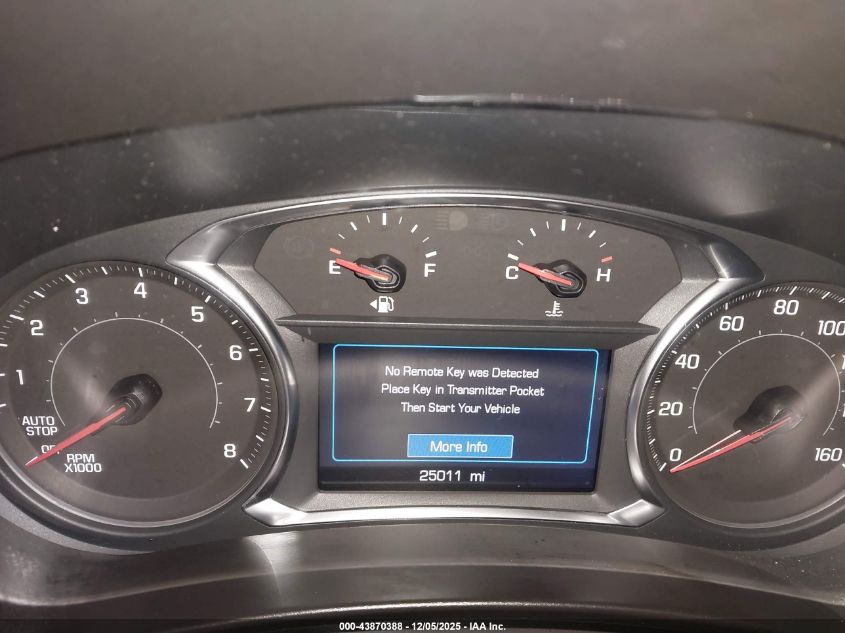 E F
C H
1 2 3 4 5 6 7 8
AUTO
STOP
OFF
RPM
X1000
No Remote Key was Detected
Place Key in Transmitter Pocket
Then Start Your Vehicle
More Info
25011 mi
0 20 40 60 80 100 160
000-43870388 - 12/05/2025 - IAA Inc.